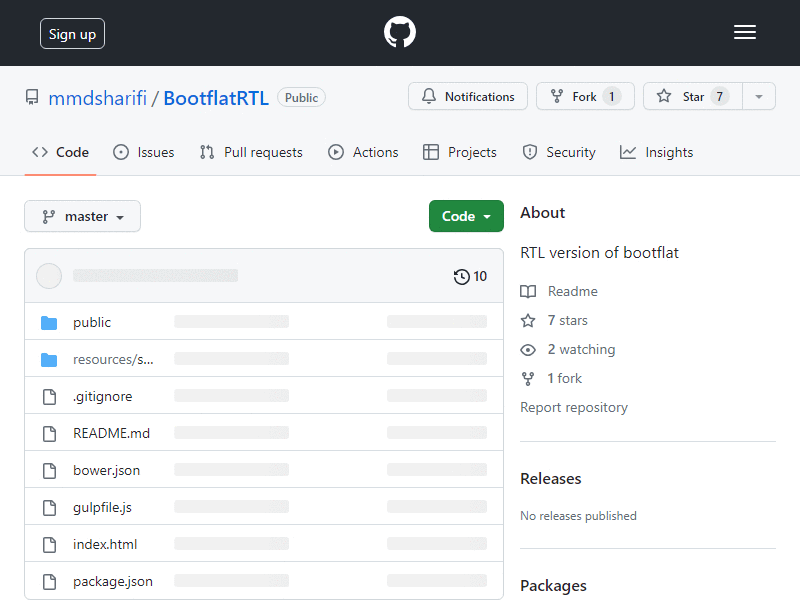 Sign up
mmdsharifi / BootflatRTL Public
Notifications Fork 1 Star 7
Code Issues Pull requests Actions Projects Security Insights
master Code
10
public
resources/s...
.gitignore
README.md
bower.json
gulpfile.js
index.html
package.json
About
RTL version of bootflat
Readme
7 stars
2 watching
1 fork
Report repository
Releases
No releases published
Packages